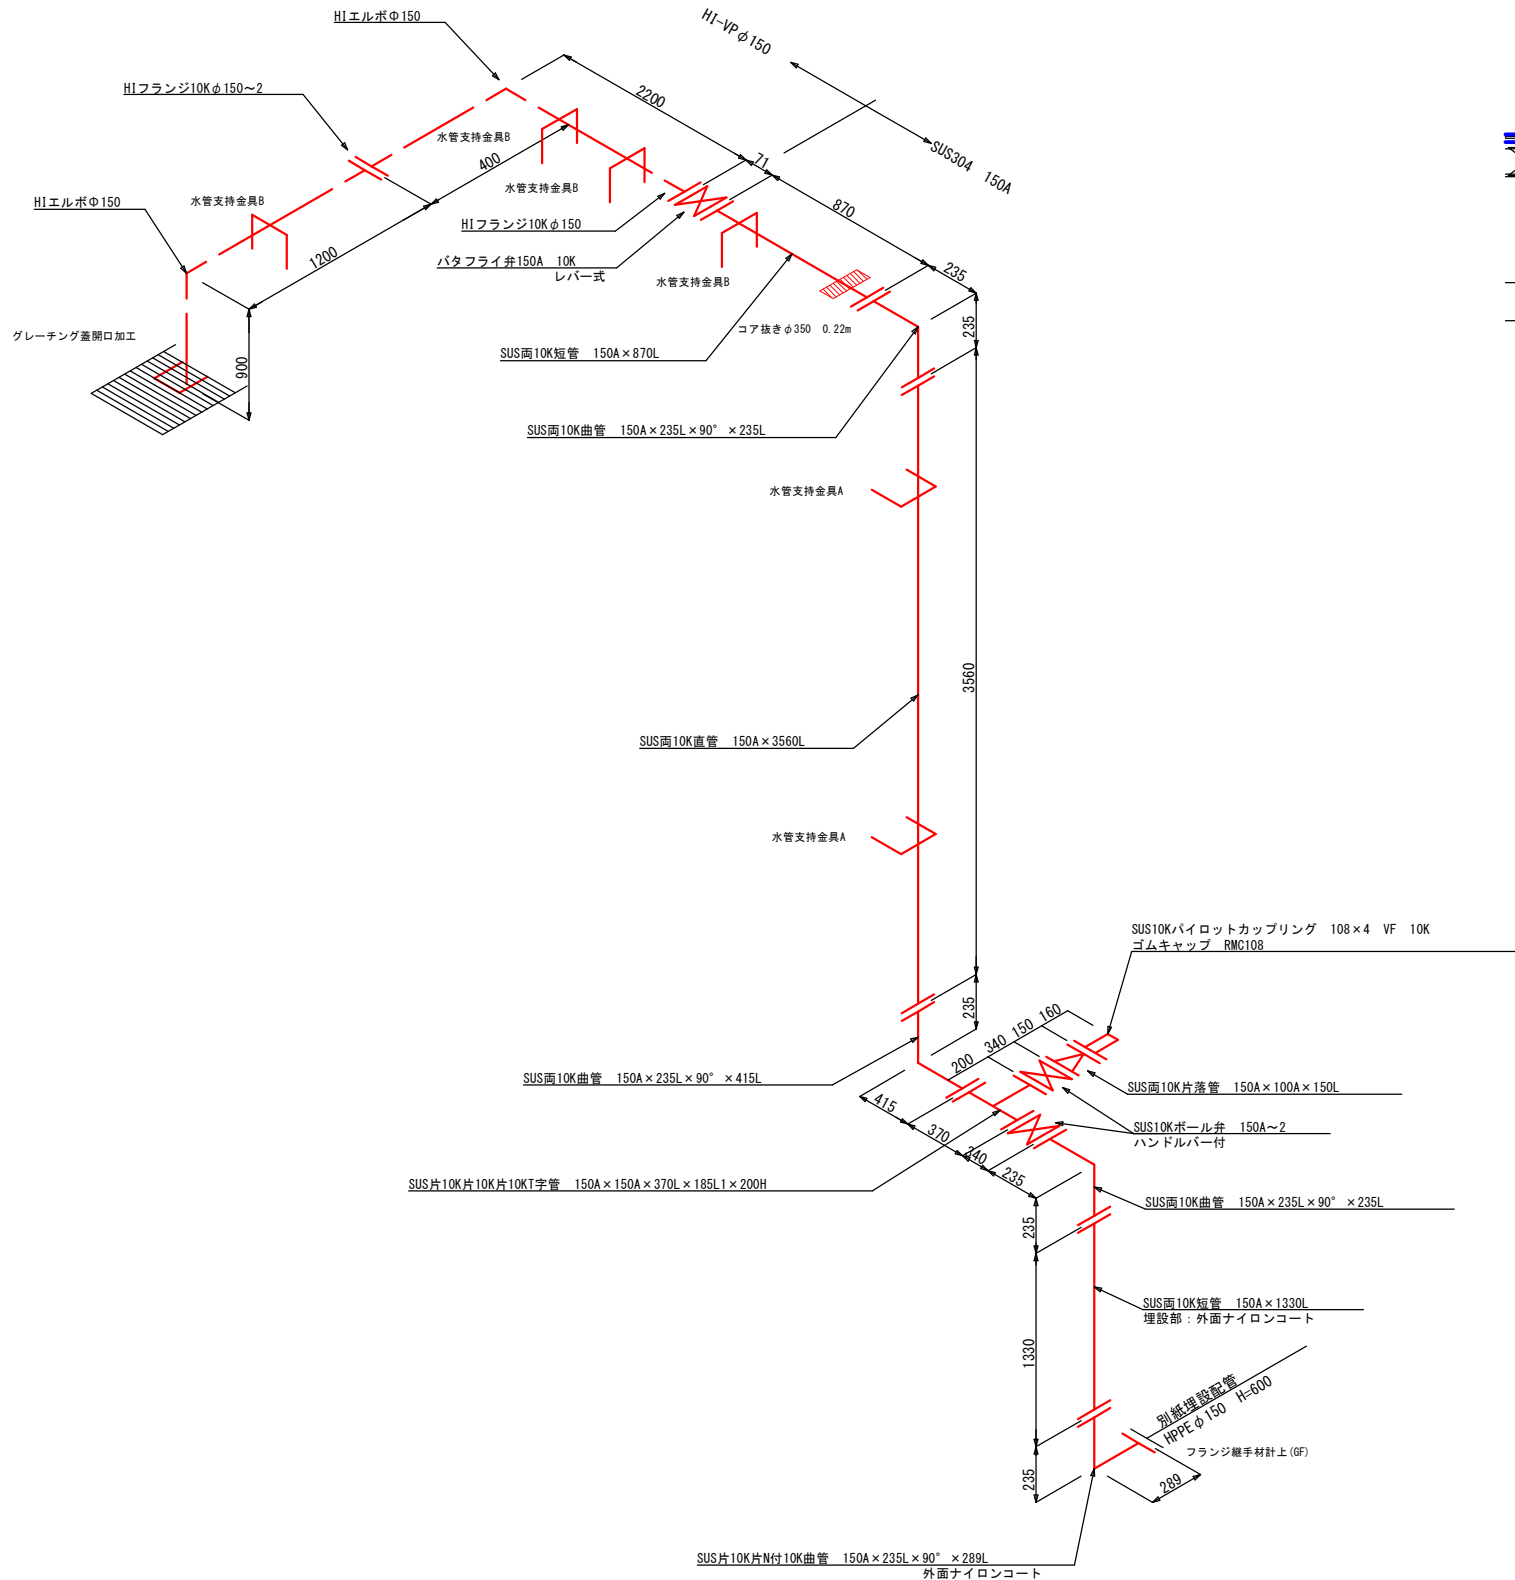 HIエルボΦ150
HI-VPφ150
HIフランジ10Kφ150～2
2200
水管支持金具B
400
71
SUS304　150A
水管支持金具B
水管支持金具B
HIエルボΦ150
HIフランジ10Kφ150
870
1200
バタフライ弁150A　10K
レバー式
水管支持金具B
235
グレーチング蓋開口加工
コア抜きφ350　0.22m
235
900
SUS両10K短管　150A×870L
SUS両10K曲管　150A×235L×90°×235L
水管支持金具A
3560
SUS両10K直管　150A×3560L
水管支持金具A
SUS10Kパイロットカップリング　108×4　VF　10K
ゴムキャップ　RMC108
235
160
150
340
200
SUS両10K曲管　150A×235L×90°×415L
SUS両10K片落管　150A×100A×150L
415
370
240
235
SUS10Kボール弁　150A～2
ハンドルバー付
SUS片10K片10K片10KT字管　150A×150A×370L×185L1×200H
SUS両10K曲管　150A×235L×90°×235L
235
SUS両10K短管　150A×1330L
埋設部：外面ナイロンコート
1330
別紙埋設配管
HPPEφ150　H=600
フランジ継手材計上(GF)
235
289
SUS片10K片N付10K曲管　150A×235L×90°×289L
外面ナイロンコート